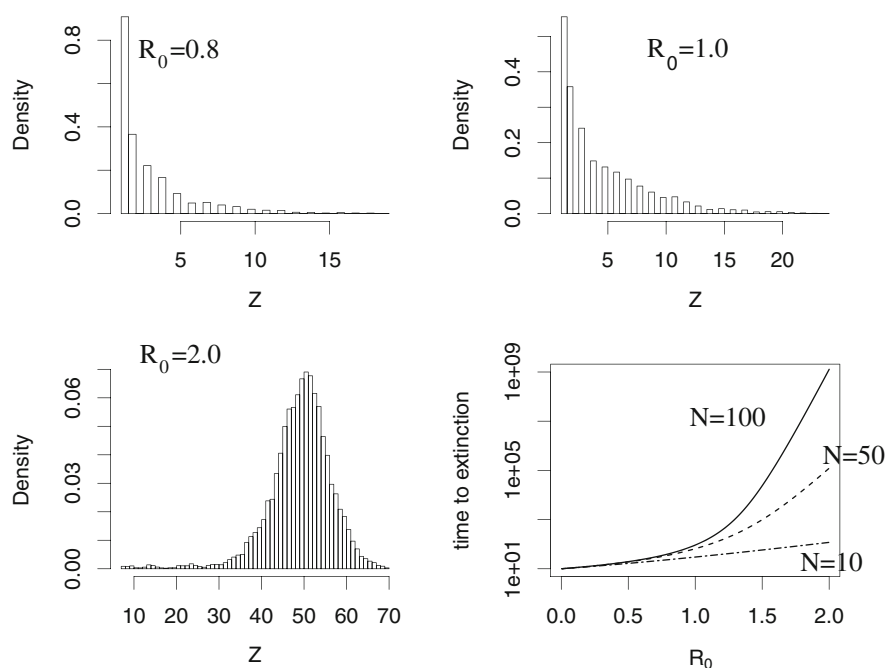 R0=0.8
Density
0.0 0.4 0.8
5 10 15
Z
R0=1.0
Density
0.0 0.2 0.4
5 10 15 20
Z
R0=2.0
Density
0.00 0.03 0.06
10 20 30 40 50 60 70
Z
time to extinction
1e+01 1e+05 1e+09
N=100
N=50
N=10
0.0 0.5 1.0 1.5 2.0
R0